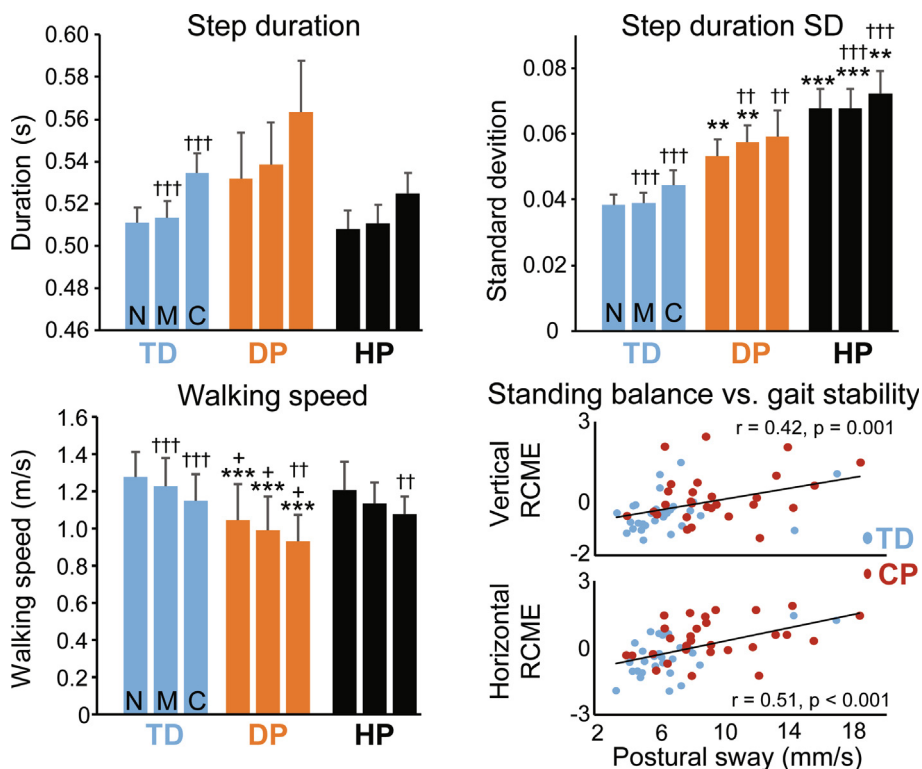 Step duration
Duration (s)
0.60
0.56
0.54
0.52
0.50
0.48
0.46
†††
†††
N M C
TD DP HP
Step duration SD
Standard devition
0.08
0.06
0.04
0.02
0
†††
†††
**
††
**
††
***
†††
***
†††
**
N M C
TD DP HP
Walking speed
Walking speed (m/s)
1.6
1.4
1.2
1.0
0.8
0.6
0.4
0.2
0
†††
†††
+
***
+
***
††
+
***
††
N M C
TD DP HP
Standing balance vs. gait stability
Vertical
RCME
3
0
-2
r = 0.42, p = 0.001
TD
CP
Horizontal
RCME
3
0
-3
r = 0.51, p < 0.001
2 6 10 14 18
Postural sway (mm/s)